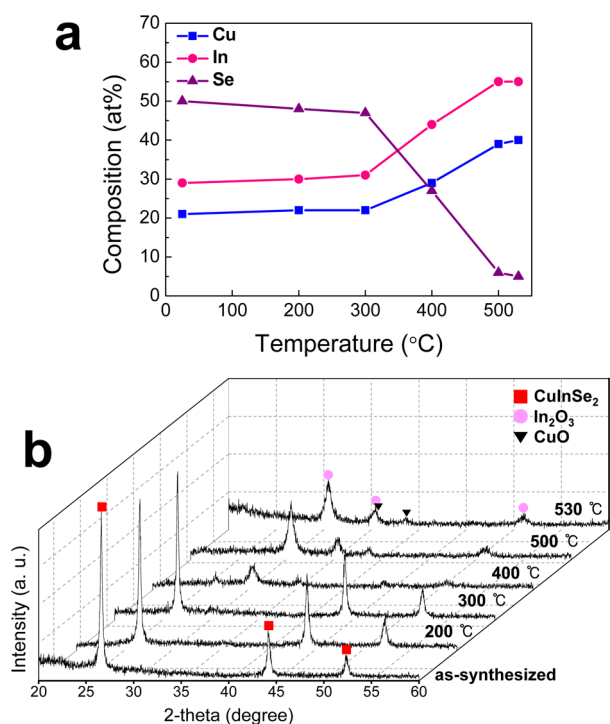 a
Cu
In
Se
70
60
50
40
30
20
10
0
Composition (at%)
100
200
300
400
500
Temperature (°C)
b
CuInSe₂
In₂O₃
CuO
530 ℃
500 ℃
400 ℃
300 ℃
200 ℃
as-synthesized
Intensity (a. u.)
20
25
30
35
40
45
50
55
60
2-theta (degree)